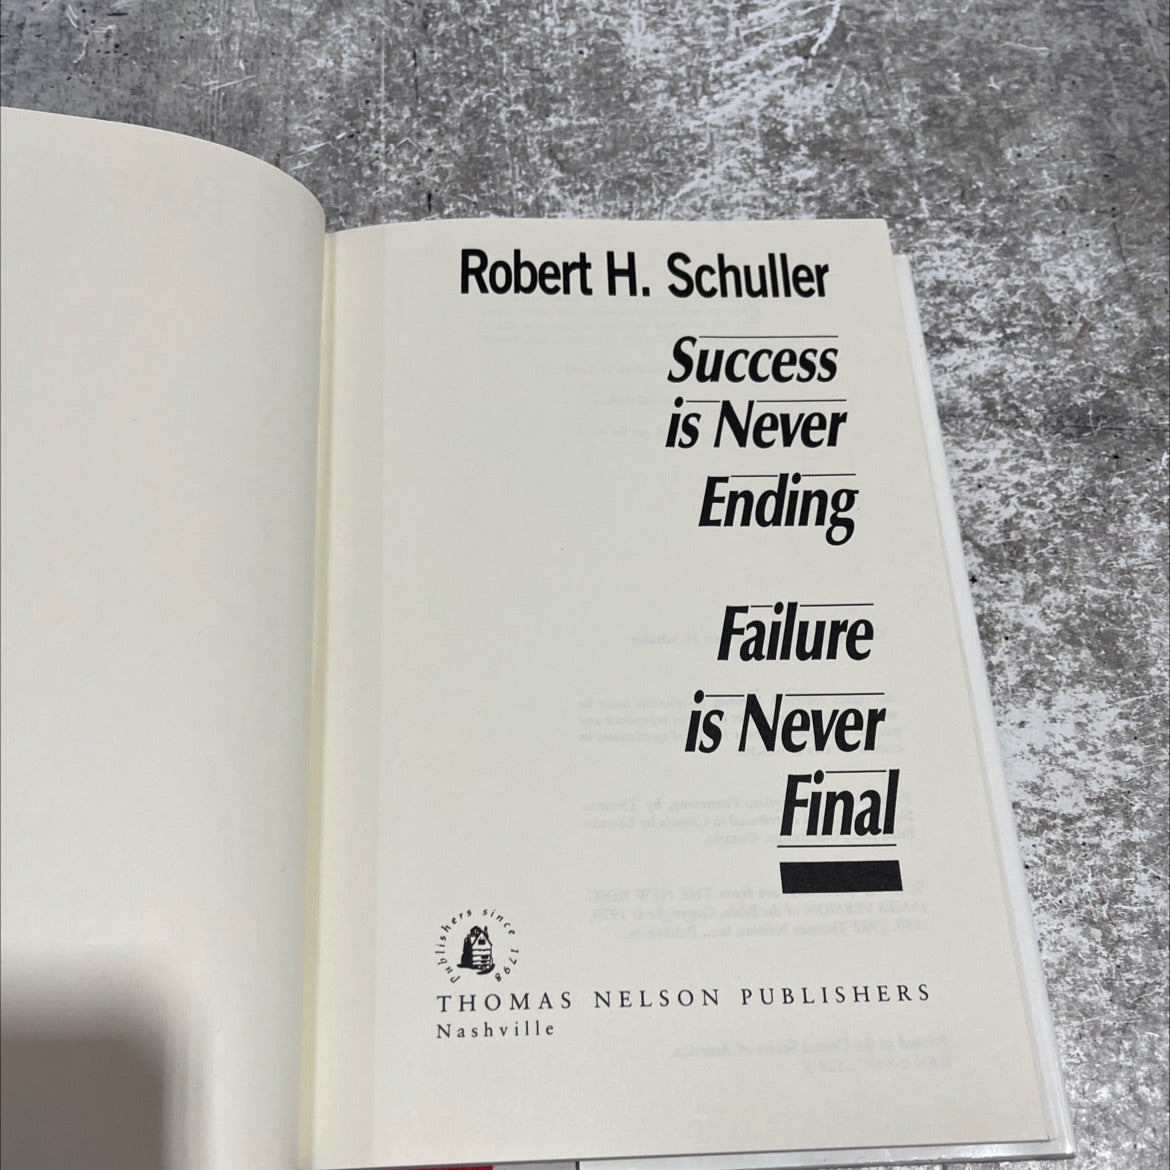 Robert H. Schuller
Success
is Never
Ending
Failure
is Never
Final
Publishers since 1798
THOMAS NELSON PUBLISHERS
Nashville